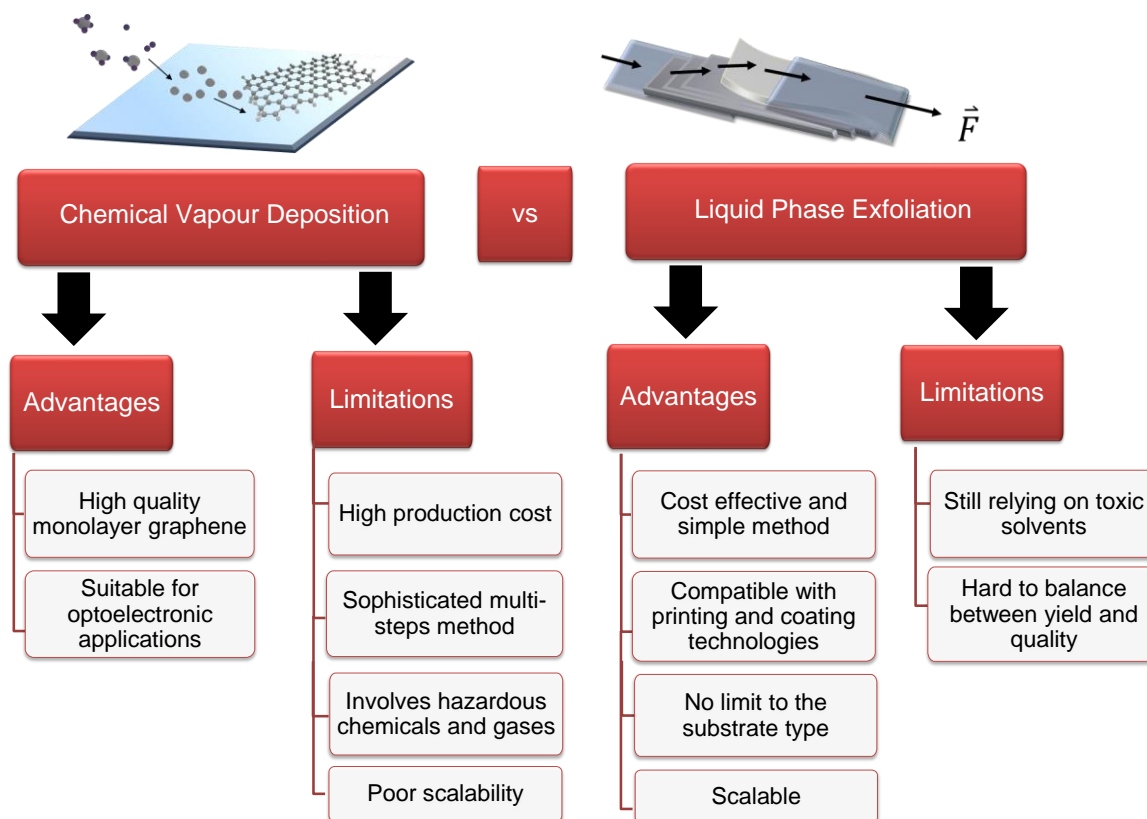 F
Chemical Vapour Deposition
vs
Liquid Phase Exfoliation
Advantages
Limitations
Advantages
Limitations
High quality
monolayer graphene
Suitable for
optoelectronic
applications
High production cost
Sophisticated multi-
steps method
Involves hazardous
chemicals and gases
Poor scalability
Cost effective and
simple method
Compatible with
printing and coating
technologies
No limit to the
substrate type
Scalable
Still relying on toxic
solvents
Hard to balance
between yield and
quality